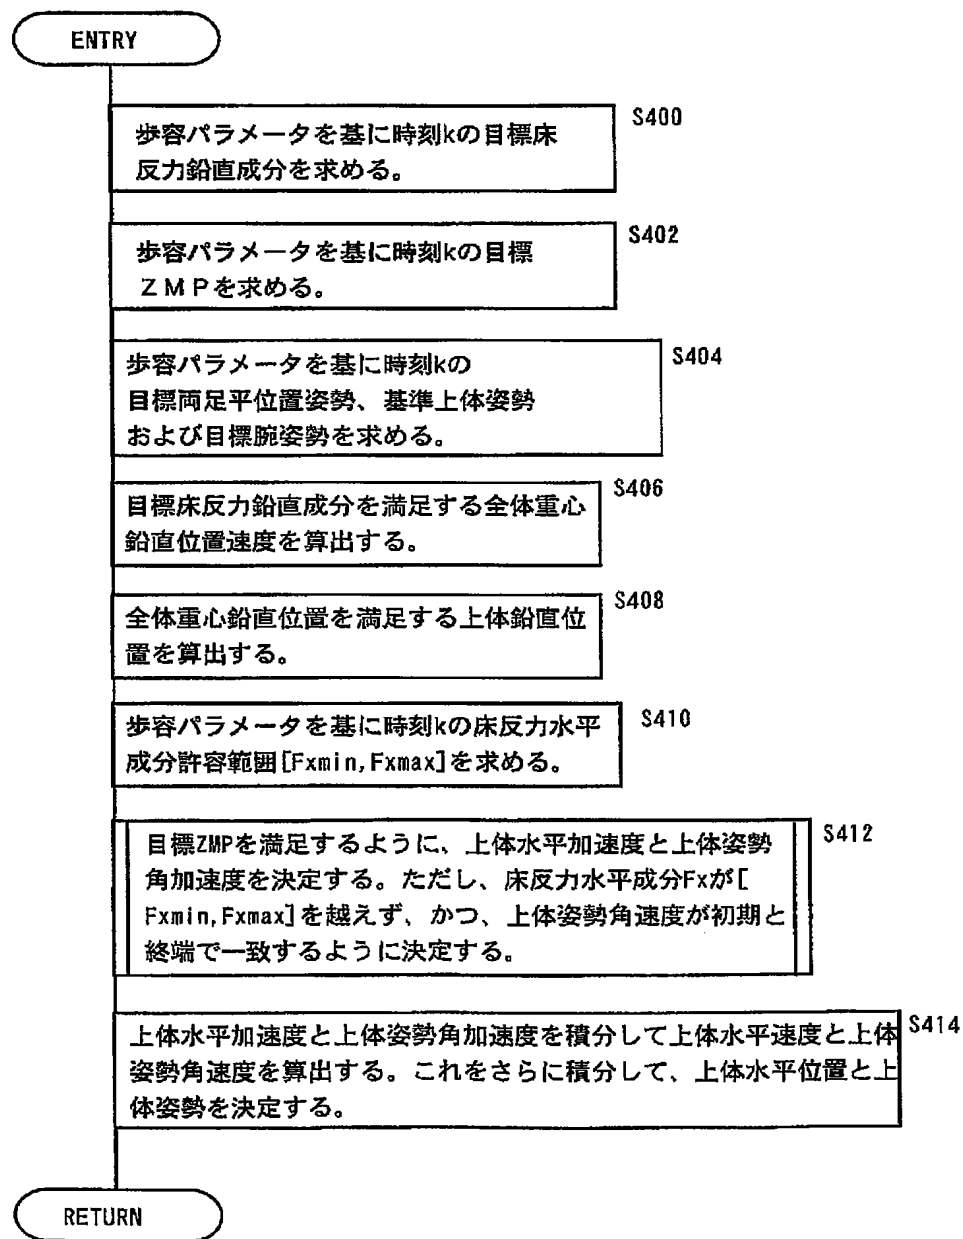 ENTRY
S400
歩容パラメータを基に時刻kの目標床
反力鉛直成分を求める。
S402
歩容パラメータを基に時刻kの目標
ZMPを求める。
S404
歩容パラメータを基に時刻kの
目標両足平位置姿勢、基準上体姿勢
および目標腕姿勢を求める。
S406
目標床反力鉛直成分を満足する全体重心
鉛直位置速度を算出する。
S408
全体重心鉛直位置を満足する上体鉛直位
置を算出する。
S410
歩容パラメータを基に時刻kの床反力水平
成分許容範囲[Fxmin,Fxmax]を求める。
S412
目標ZMPを満足するように、上体水平加速度と上体姿勢
角加速度を決定する。ただし、床反力水平成分Fxが[
Fxmin,Fxmax]を越えず、かつ、上体姿勢角速度が初期と
終端で一致するように決定する。
S414
上体水平加速度と上体姿勢角加速度を積分して上体水平速度と上体
姿勢角速度を算出する。これをさらに積分して、上体水平位置と上
体姿勢を決定する。
RETURN